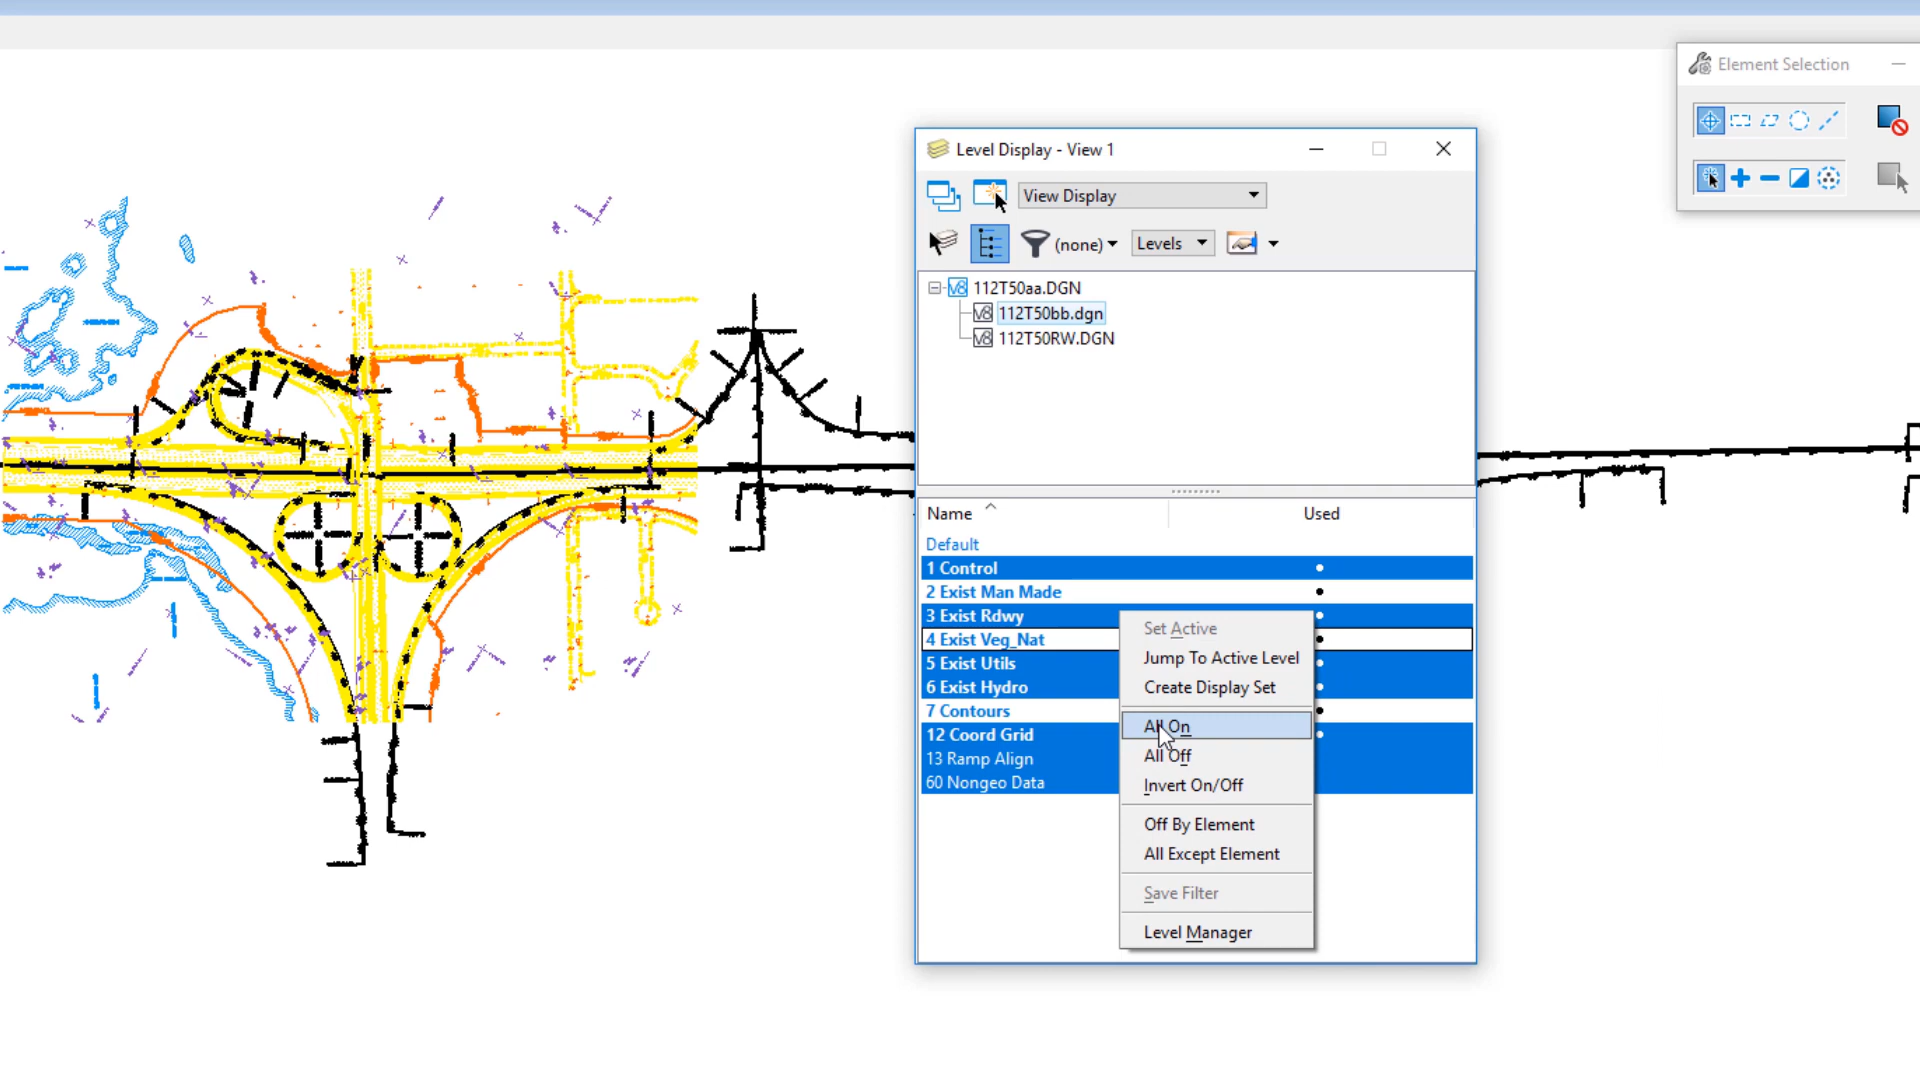 Element Selection
Level Display - View 1
View Display
(none)
Levels
112T50aa.DGN
112T50bb.dgn
112T50RW.DGN
Name
Used
Default
1 Control
2 Exist Man Made
3 Exist Rdwy
4 Exist Veg_Nat
5 Exist Utils
6 Exist Hydro
7 Contours
12 Coord Grid
13 Ramp Align
60 Nongeo Data
Set Active
Jump To Active Level
Create Display Set
All On
All Off
Invert On/Off
Off By Element
All Except Element
Save Filter
Level Manager